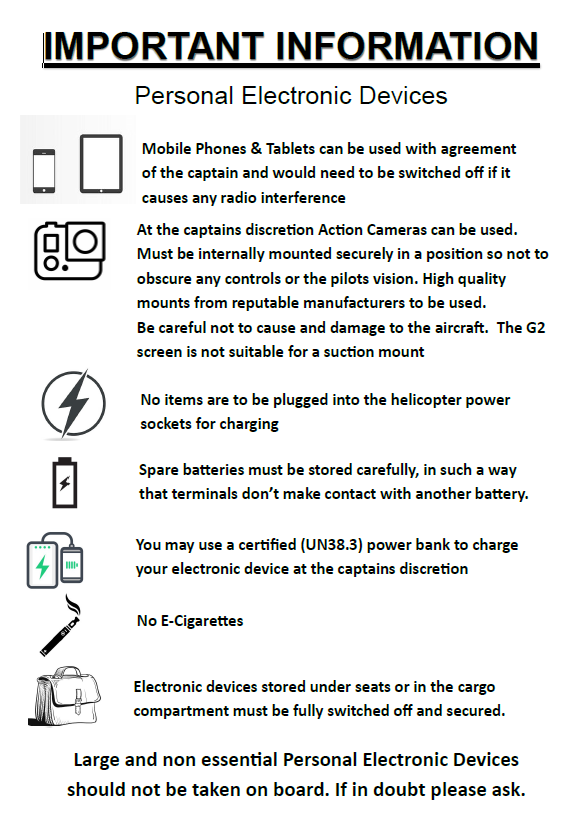 IMPORTANT INFORMATION
Personal Electronic Devices
Mobile Phones & Tablets can be used with agreement
of the captain and would need to be switched off if it
causes any radio interference
At the captains discretion Action Cameras can be used.
Must be internally mounted securely in a position so not to
obscure any controls or the pilots vision. High quality
mounts from reputable manufacturers to be used.
Be careful not to cause and damage to the aircraft. The G2
screen is not suitable for a suction mount
No items are to be plugged into the helicopter power
sockets for charging
Spare batteries must be stored carefully, in such a way
that terminals don’t make contact with another battery.
You may use a certified (UN38.3) power bank to charge
your electronic device at the captains discretion
No E-Cigarettes
Electronic devices stored under seats or in the cargo
compartment must be fully switched off and secured.
Large and non essential Personal Electronic Devices
should not be taken on board. If in doubt please ask.